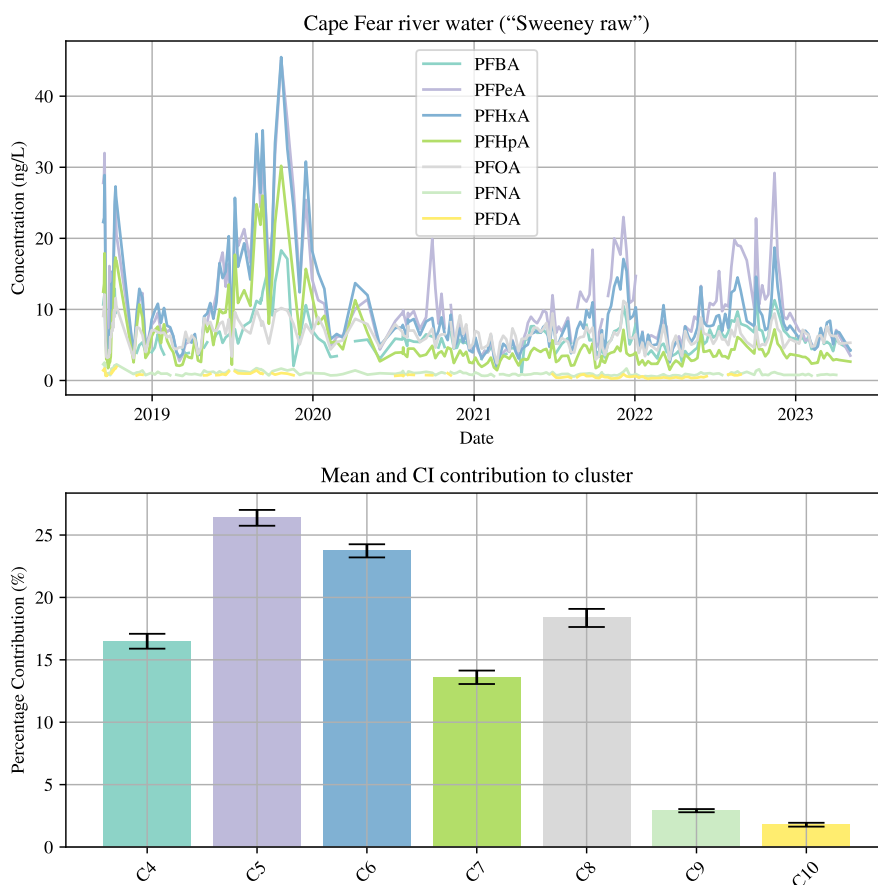 Cape Fear river water (“Sweeney raw”)
Concentration (ng/L)
40
30
20
10
0
PFBA
PFPeA
PFHxA
PFHpA
PFOA
PFNA
PFDA
2019 2020 2021 2022 2023
Date
Mean and CI contribution to cluster
Percentage Contribution (%)
25
20
15
10
5
0
C4 C5 C6 C7 C8 C9 C10